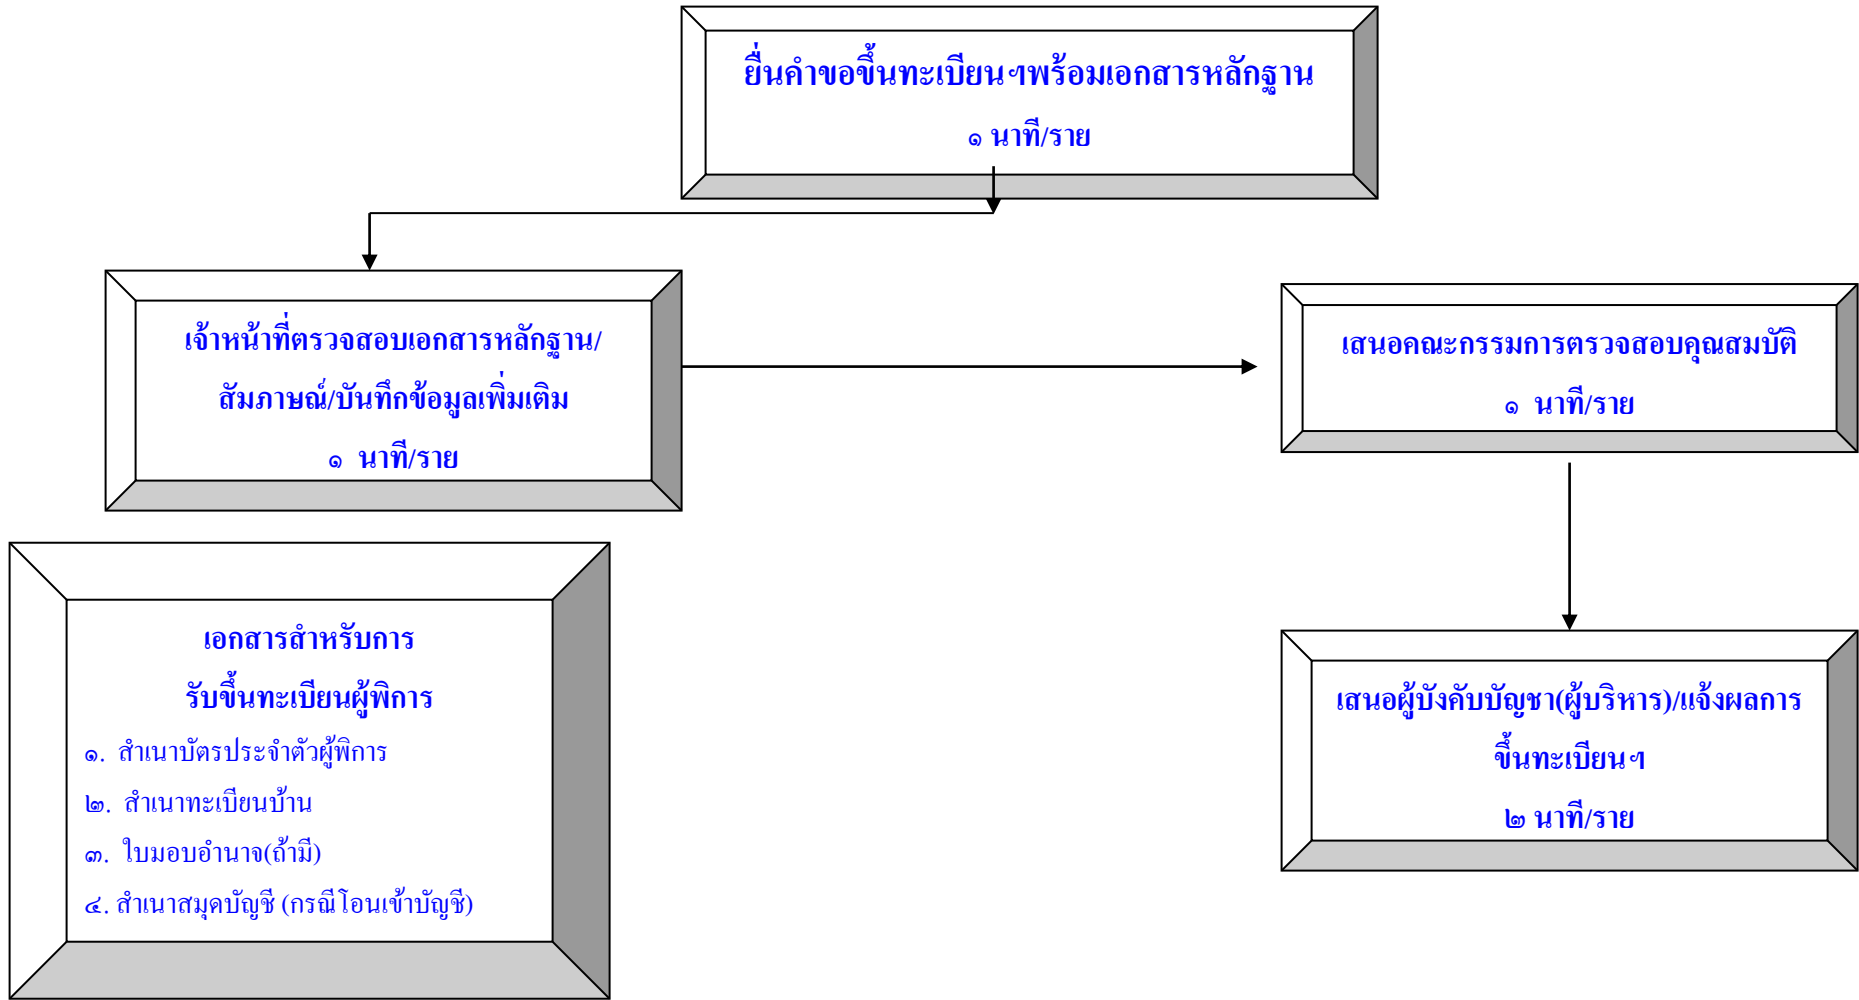 ยื่นคำขอขึ้นทะเบียนฯพร้อมเอกสารหลักฐาน
๑ นาที/ราย
เจ้าหน้าที่ตรวจสอบเอกสารหลักฐาน/
สัมภาษณ์/บันทึกข้อมูลเพิ่มเติม
๑ นาที/ราย
เสนอคณะกรรมการตรวจสอบคุณสมบัติ
๑ นาที/ราย
เอกสารสำหรับการ
รับขึ้นทะเบียนผู้พิการ
๑. สำเนาบัตรประจำตัวผู้พิการ
๒. สำเนาทะเบียนบ้าน
๓. ใบมอบอำนาจ(ถ้ามี)
๔. สำเนาสมุดบัญชี (กรณีโอนเข้าบัญชี)
เสนอผู้บังคับบัญชา(ผู้บริหาร)/แจ้งผลการ
ขึ้นทะเบียนฯ
๒ นาที/ราย